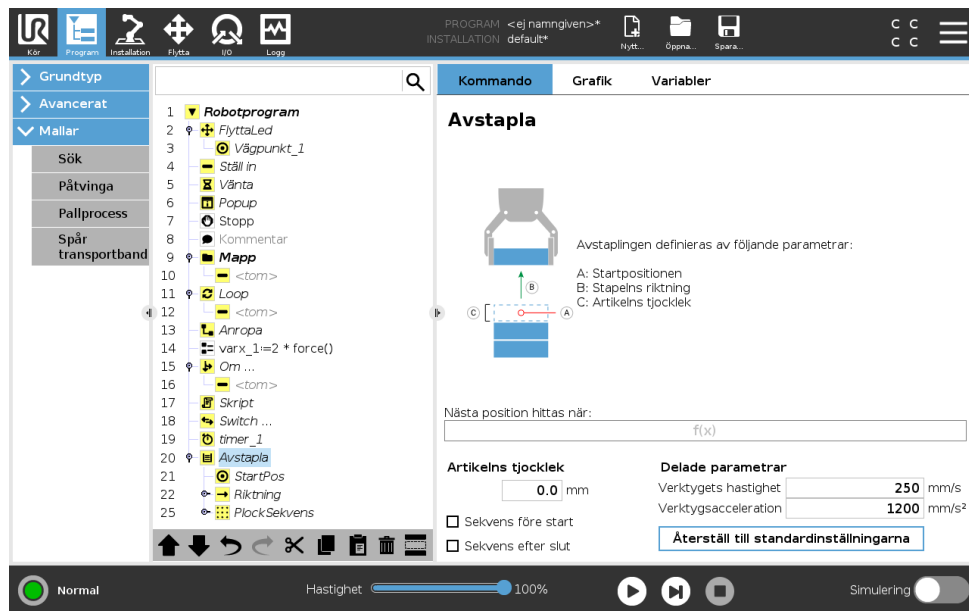 PROGRAM <ej namngiven>*
INSTALLATION default*
Kör
Program
Installation
Flytta
I/O
Logg
Nytt...
Öppna...
Spara...
C C
C C
Grundtyp
Avancerat
Mallar
Sök
Påtvinga
Pallprocess
Spår
transportband
1 Robotprogram
2 FlyttaLed
3 Vägpunkt_1
4 Ställ in
5 Vänta
6 Popup
7 Stopp
8 Kommentar
9 Mapp
10 <tom>
11 Loop
12 <tom>
13 Anropa
14 varx_1:=2 * force()
15 Om ...
16 <tom>
17 Skript
18 Switch ...
19 timer_1
20 Avstapla
21 StartPos
22 Riktning
25 PlockSekvens
Kommando Grafik Variabler
Avstapla
Avstaplingen definieras av följande parametrar:
A: Startpositionen
B: Stapelns riktning
C: Artikelns tjocklek
B
C
A
Nästa position hittas när:
f(x)
Artikelns tjocklek
0.0 mm
Sekvens före start
Sekvens efter slut
Delade parametrar
Verktygets hastighet 250 mm/s
Verktygsacceleration 1200 mm/s²
Återställ till standardinställningarna
Normal
Hastighet 100%
Simulering